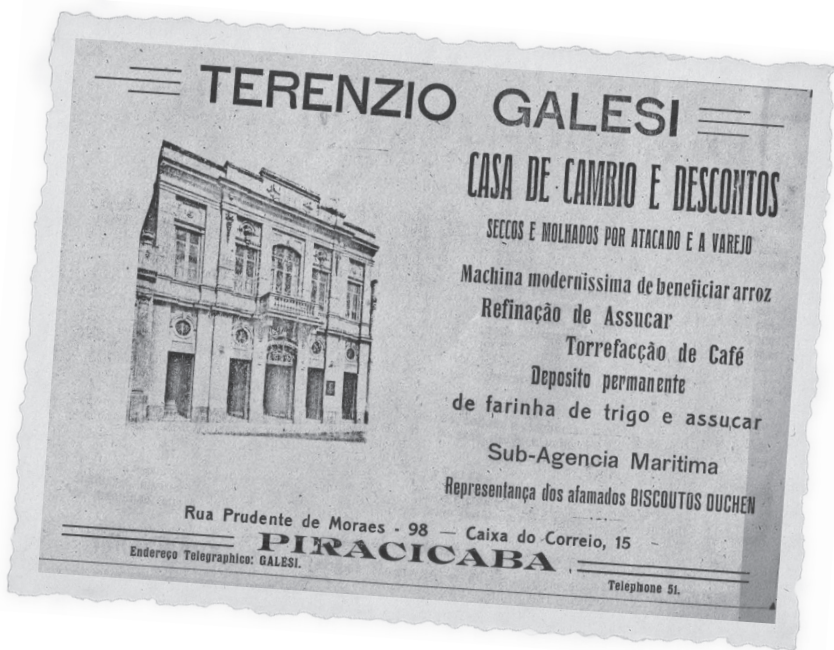 TERENZIO GALESI
CASA DE CAMBIO E DESCONTOS
SECCOS E MOLHADOS POR ATACADO E A VAREJO
Machina modernissima de beneficiar arroz
Refinação de Assucar
Torrefacção de Café
Deposito permanente
de farinha de trigo e assucar
Sub-Agencia Maritima
Representança dos afamados BISCOUTOS DUCHEN
Rua Prudente de Moraes - 98 — Caixa do Correio, 15
PIRACICABA
Endereço Telegraphico: GALESI.
Telephone 51.